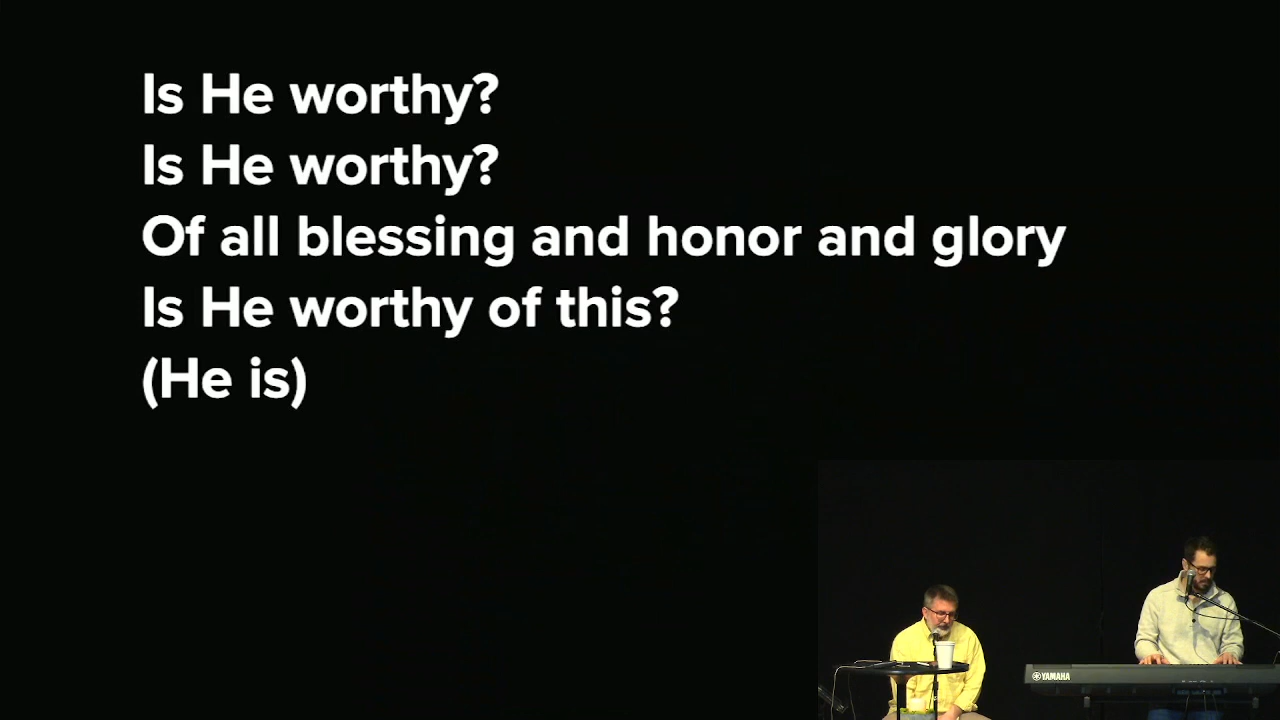 Is He worthy?
Is He worthy?
Of all blessing and honor and glory
Is He worthy of this?
(He is)
YAMAHA